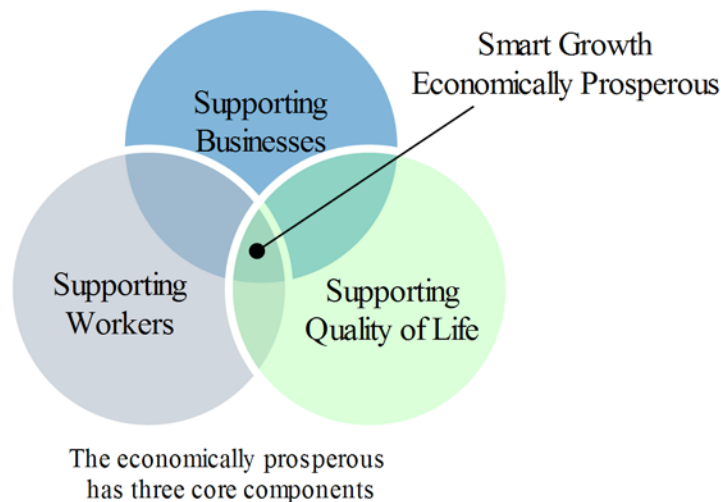 Smart Growth
Economically Prosperous
Supporting
Businesses
Supporting
Workers
Supporting
Quality of Life
The economically prosperous
has three core components